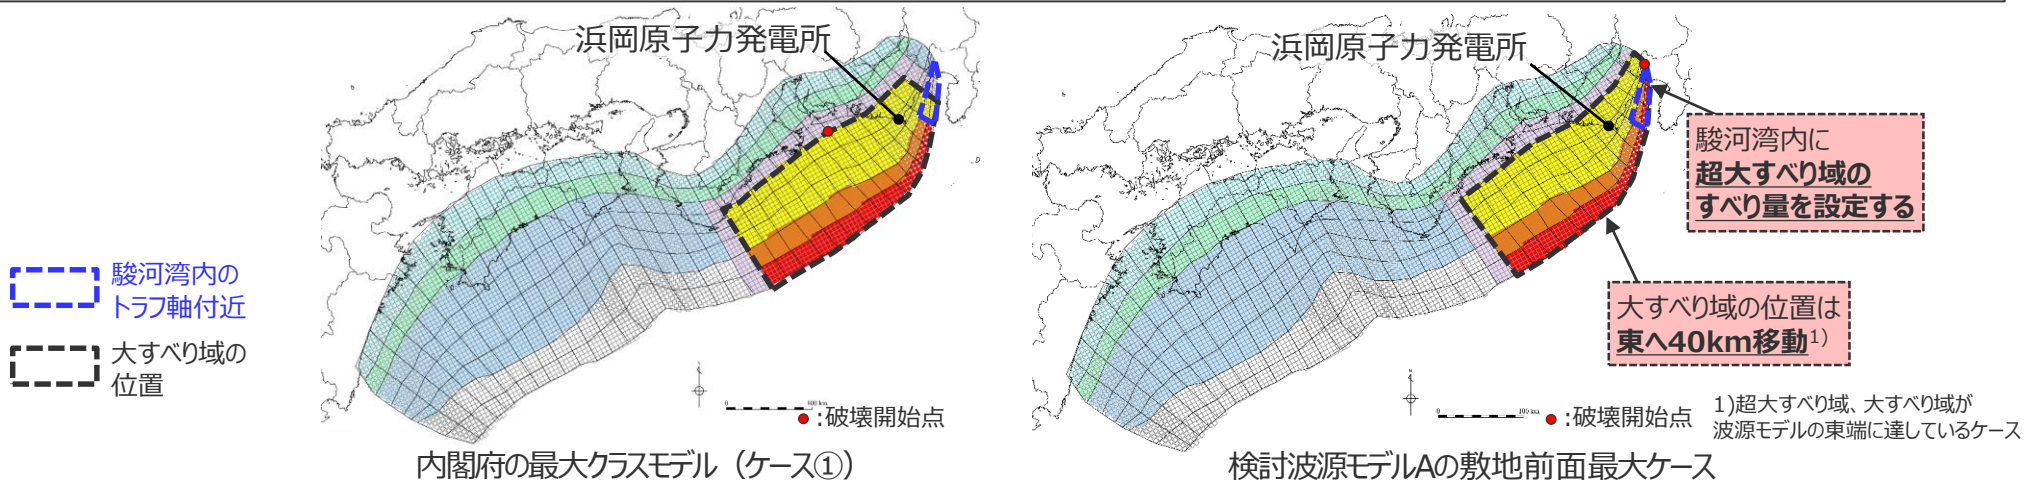 浜岡原子力発電所
駿河湾内の
トラフ軸付近
大すべり域の
位置
0 100 km
●:破壊開始点
内閣府の最大クラスモデル（ケース①）
浜岡原子力発電所
駿河湾内に
超大すべり域の
すべり量を設定する
大すべり域の位置は
東へ40km移動1)
0 100 km
●:破壊開始点
1)超大すべり域、大すべり域が
波源モデルの東端に達しているケース
検討波源モデルAの敷地前面最大ケース